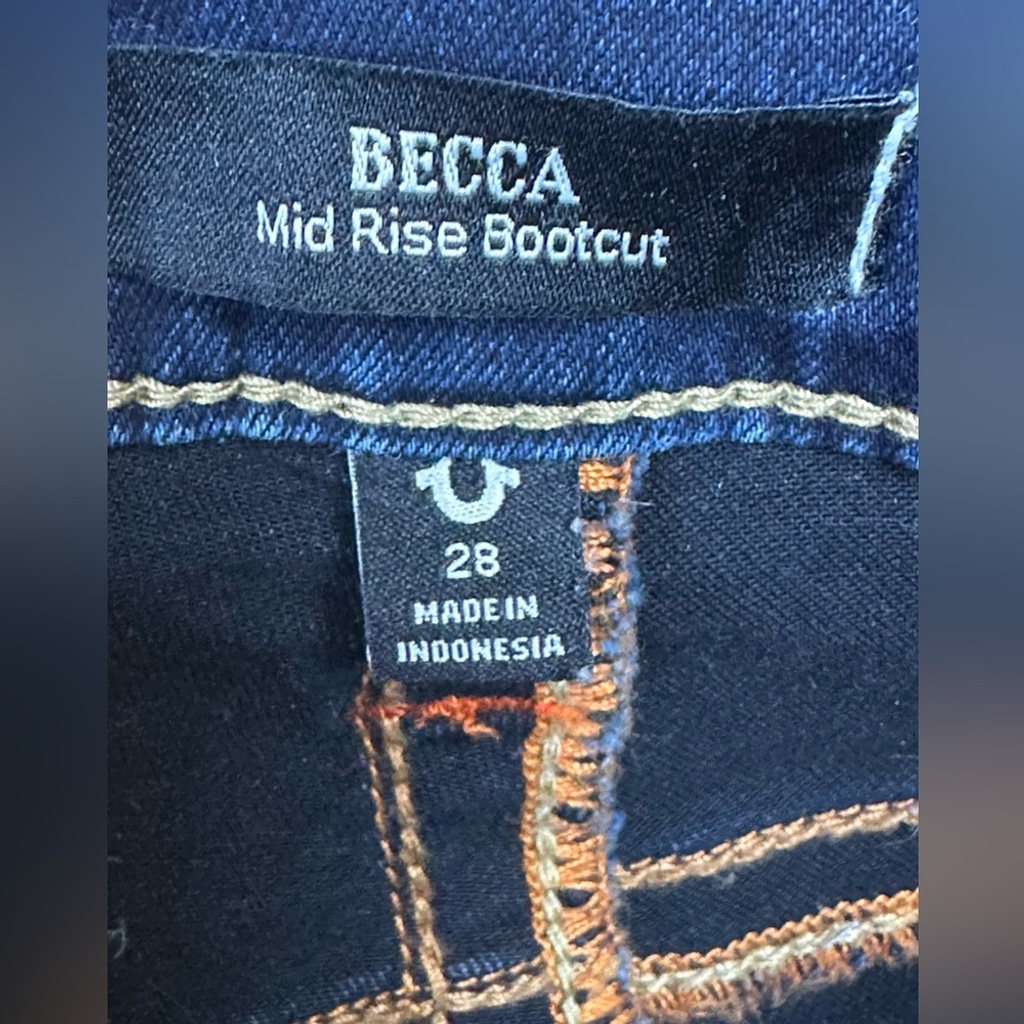 BECCA
Mid Rise Bootcut
28
MADE IN
INDONESIA